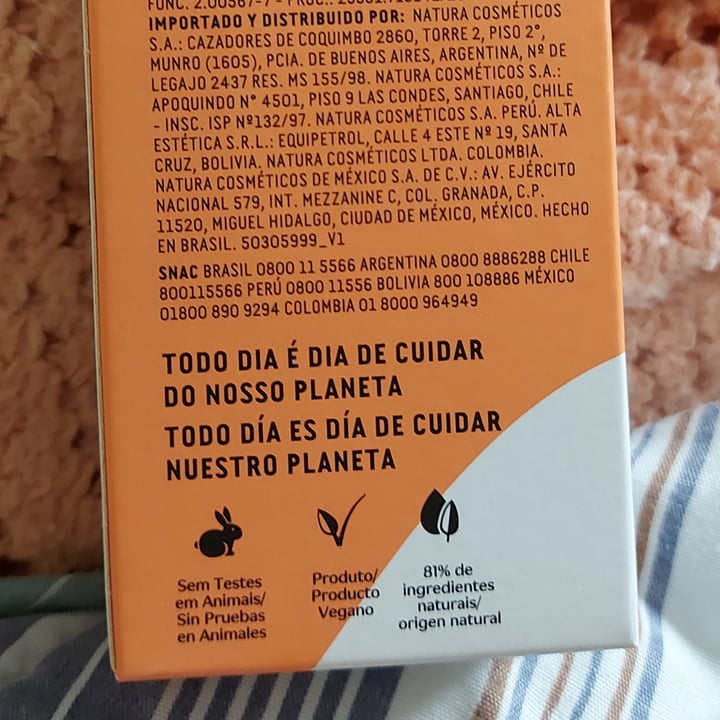 FUNC. 2.00567-7 - PROC.:
IMPORTADO Y DISTRIBUIDO POR: NATURA COSMÉTICOS
S.A.: CAZADORES DE COQUIMBO 2860, TORRE 2, PISO 2°,
MUNRO (1605), PCIA. DE BUENOS AIRES, ARGENTINA, Nº DE
LEGAJO 2437 RES. MS 155/98. NATURA COSMÉTICOS S.A.:
APOQUINDO N° 4501, PISO 9 LAS CONDES, SANTIAGO, CHILE
- INSC. ISP Nº132/97. NATURA COSMÉTICOS S.A. PERÚ. ALTA
ESTÉTICA S.R.L.: EQUIPETROL, CALLE 4 ESTE Nº 19, SANTA
CRUZ, BOLIVIA. NATURA COSMÉTICOS LTDA. COLOMBIA.
NATURA COSMÉTICOS DE MÉXICO S.A. DE C.V.: AV. EJÉRCITO
NACIONAL 579, INT. MEZZANINE C, COL. GRANADA, C.P.
11520, MIGUEL HIDALGO, CIUDAD DE MÉXICO, MÉXICO. HECHO
EN BRASIL. 50305999_V1
SNAC BRASIL 0800 11 5566 ARGENTINA 0800 8886288 CHILE
800115566 PERÚ 0800 11556 BOLIVIA 800 108886 MÉXICO
01800 890 9294 COLOMBIA 01 8000 964949
TODO DIA É DIA DE CUIDAR
DO NOSSO PLANETA
TODO DÍA ES DÍA DE CUIDAR
NUESTRO PLANETA
Sem Testes
em Animais/
Sin Pruebas
en Animales
Produto/
Producto
Vegano
81% de
ingredientes
naturais/
origen natural